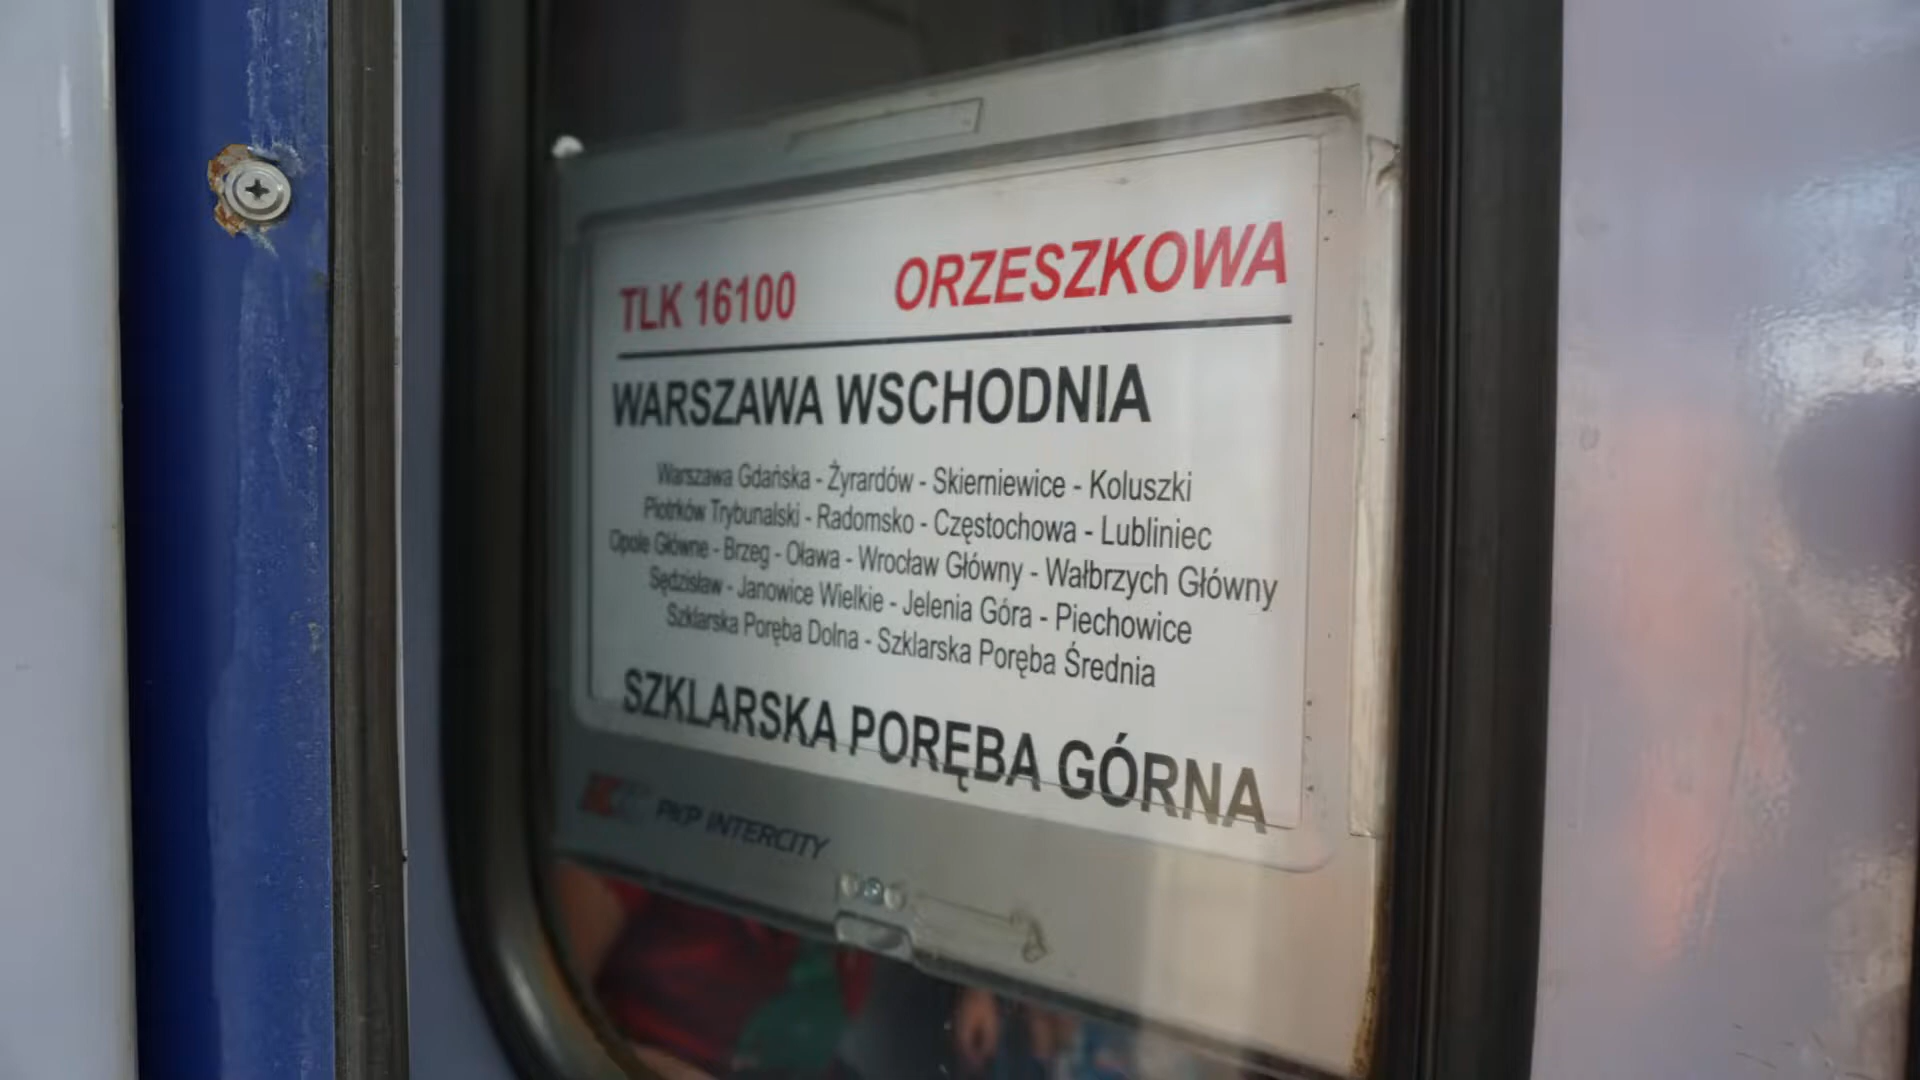 TLK 16100 ORZESZKOWA
WARSZAWA WSCHODNIA
Warszawa Gdańska - Żyrardów - Skierniewice - Koluszki
Piotrków Trybunalski - Radomsko - Częstochowa - Lubliniec
Opole Główne - Brzeg - Oława - Wrocław Główny - Wałbrzych Główny
Sędzisław - Janowice Wielkie - Jelenia Góra - Piechowice
Szklarska Poręba Dolna - Szklarska Poręba Średnia
SZKLARSKA PORĘBA GÓRNA
PKP INTERCITY